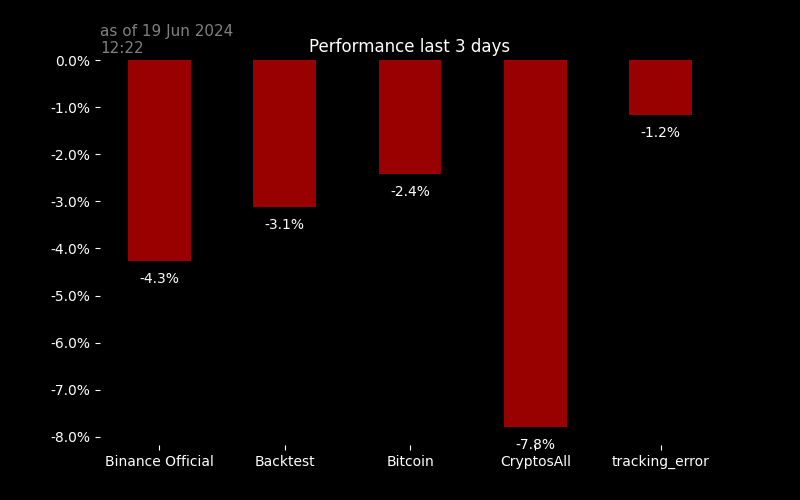 as of 19 Jun 2024
12:22
Performance last 3 days
0.0%
-1.0%
-2.0%
-3.0%
-4.0%
-5.0%
-6.0%
-7.0%
-8.0%
-4.3%
-3.1%
-2.4%
-7.8%
-1.2%
Binance Official
Backtest
Bitcoin
CryptosAll
tracking_error